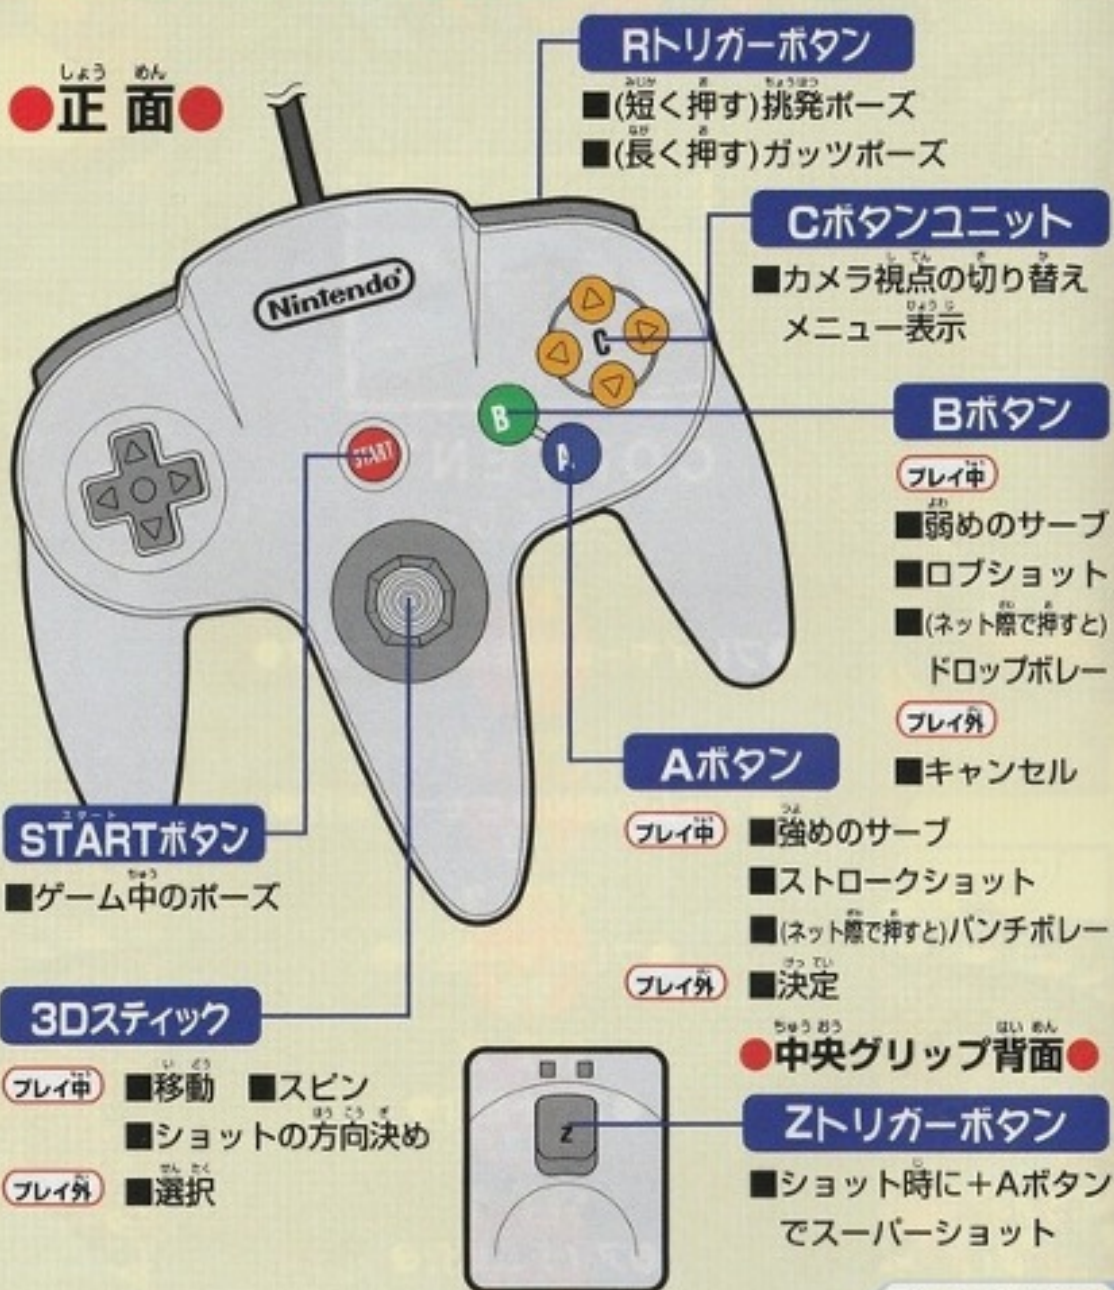 ●正面●
Rトリガーボタン
■(短く押す)挑発ポーズ
■(長く押す)ガッツポーズ
Cボタンユニット
■カメラ視点の切り替え
メニュー表示
Nintendo®
C
B
A
START
Bボタン
プレイ中
■弱めのサーブ
■ロブショット
■(ネット際で押すと)
ドロップボレー
プレイ外
■キャンセル
Aボタン
プレイ中 ■強めのサーブ
■ストロークショット
■(ネット際で押すと)パンチボレー
プレイ外 ■決定
STARTボタン
■ゲーム中のポーズ
3Dスティック
プレイ中 ■移動 ■スピン
■ショットの方向決め
プレイ外 ■選択
●中央グリップ背面●
Z
Zトリガーボタン
■ショット時に+Aボタン
でスーパーショット